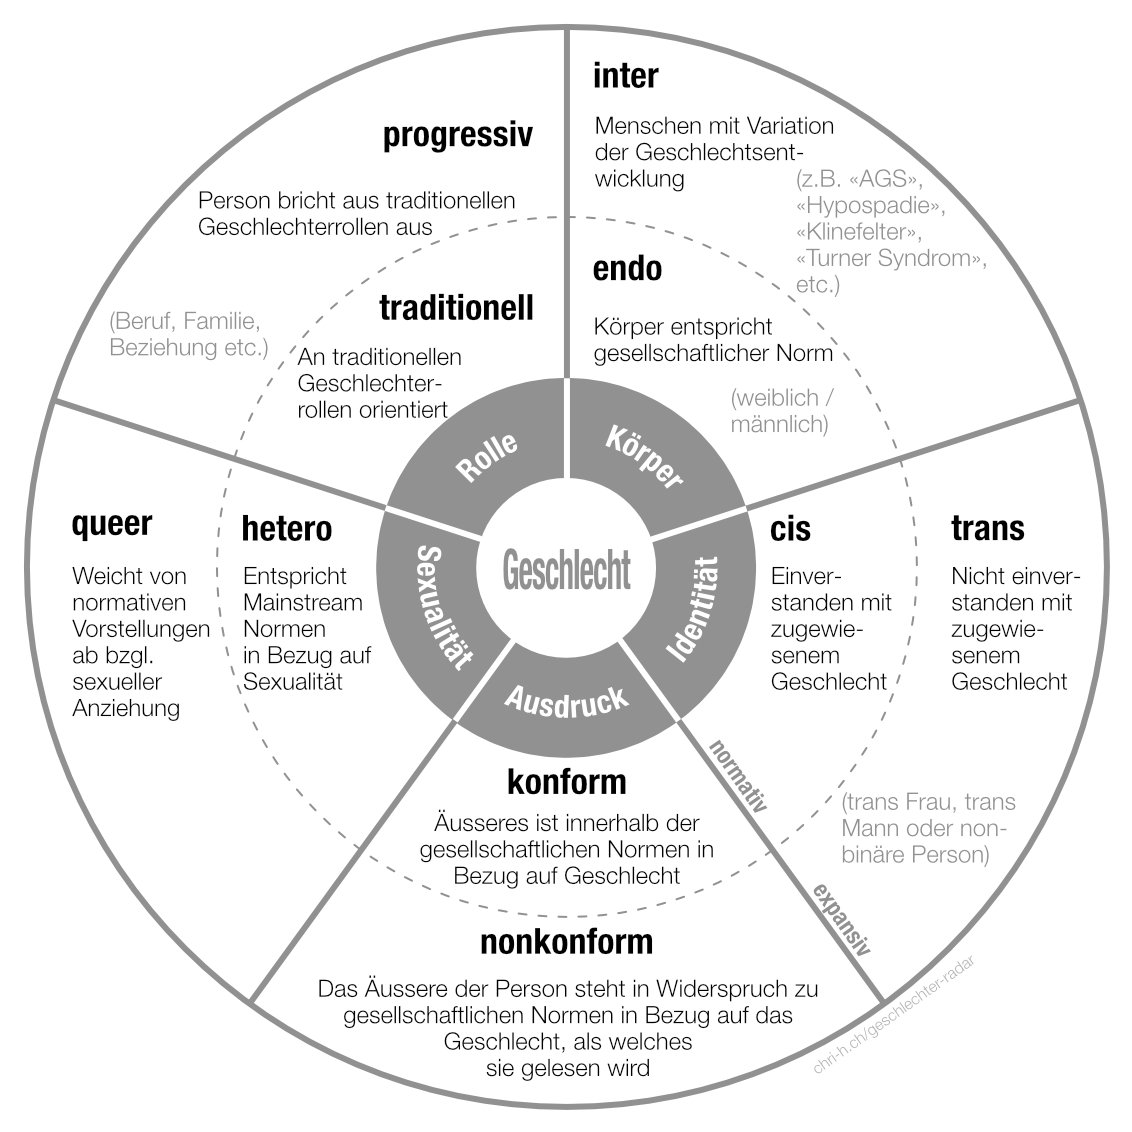 progressiv
Person bricht aus traditionellen
Geschlechterrollen aus
(Beruf, Familie,
Beziehung etc.)
traditionell
An traditionellen
Geschlechter-
rollen orientiert
Rolle
inter
Menschen mit Variation
der Geschlechtsent-
wicklung
(z.B. «AGS»,
«Hypospadie»,
«Klinefelter»,
«Turner Syndrom»,
etc.)
endo
Körper entspricht
gesellschaftlicher Norm
(weiblich /
männlich)
Körper
queer
Weicht von
normativen
Vorstellungen
ab bzgl.
sexueller
Anziehung
hetero
Entspricht
Mainstream
Normen
in Bezug auf
Sexualität
Sexualität
Geschlecht
Identität
cis
Einver-
standen mit
zugewie-
senem
Geschlecht
trans
Nicht einver-
standen mit
zugewie-
senem
Geschlecht
(trans Frau, trans
Mann oder non-
binäre Person)
Ausdruck
konform
Äusseres ist innerhalb der
gesellschaftlichen Normen in
Bezug auf Geschlecht
nonkonform
Das Äussere der Person steht in Widerspruch zu
gesellschaftlichen Normen in Bezug auf das
Geschlecht, als welches
sie gelesen wird
normativ
expansiv
chri-h.ch/geschlechter-radar